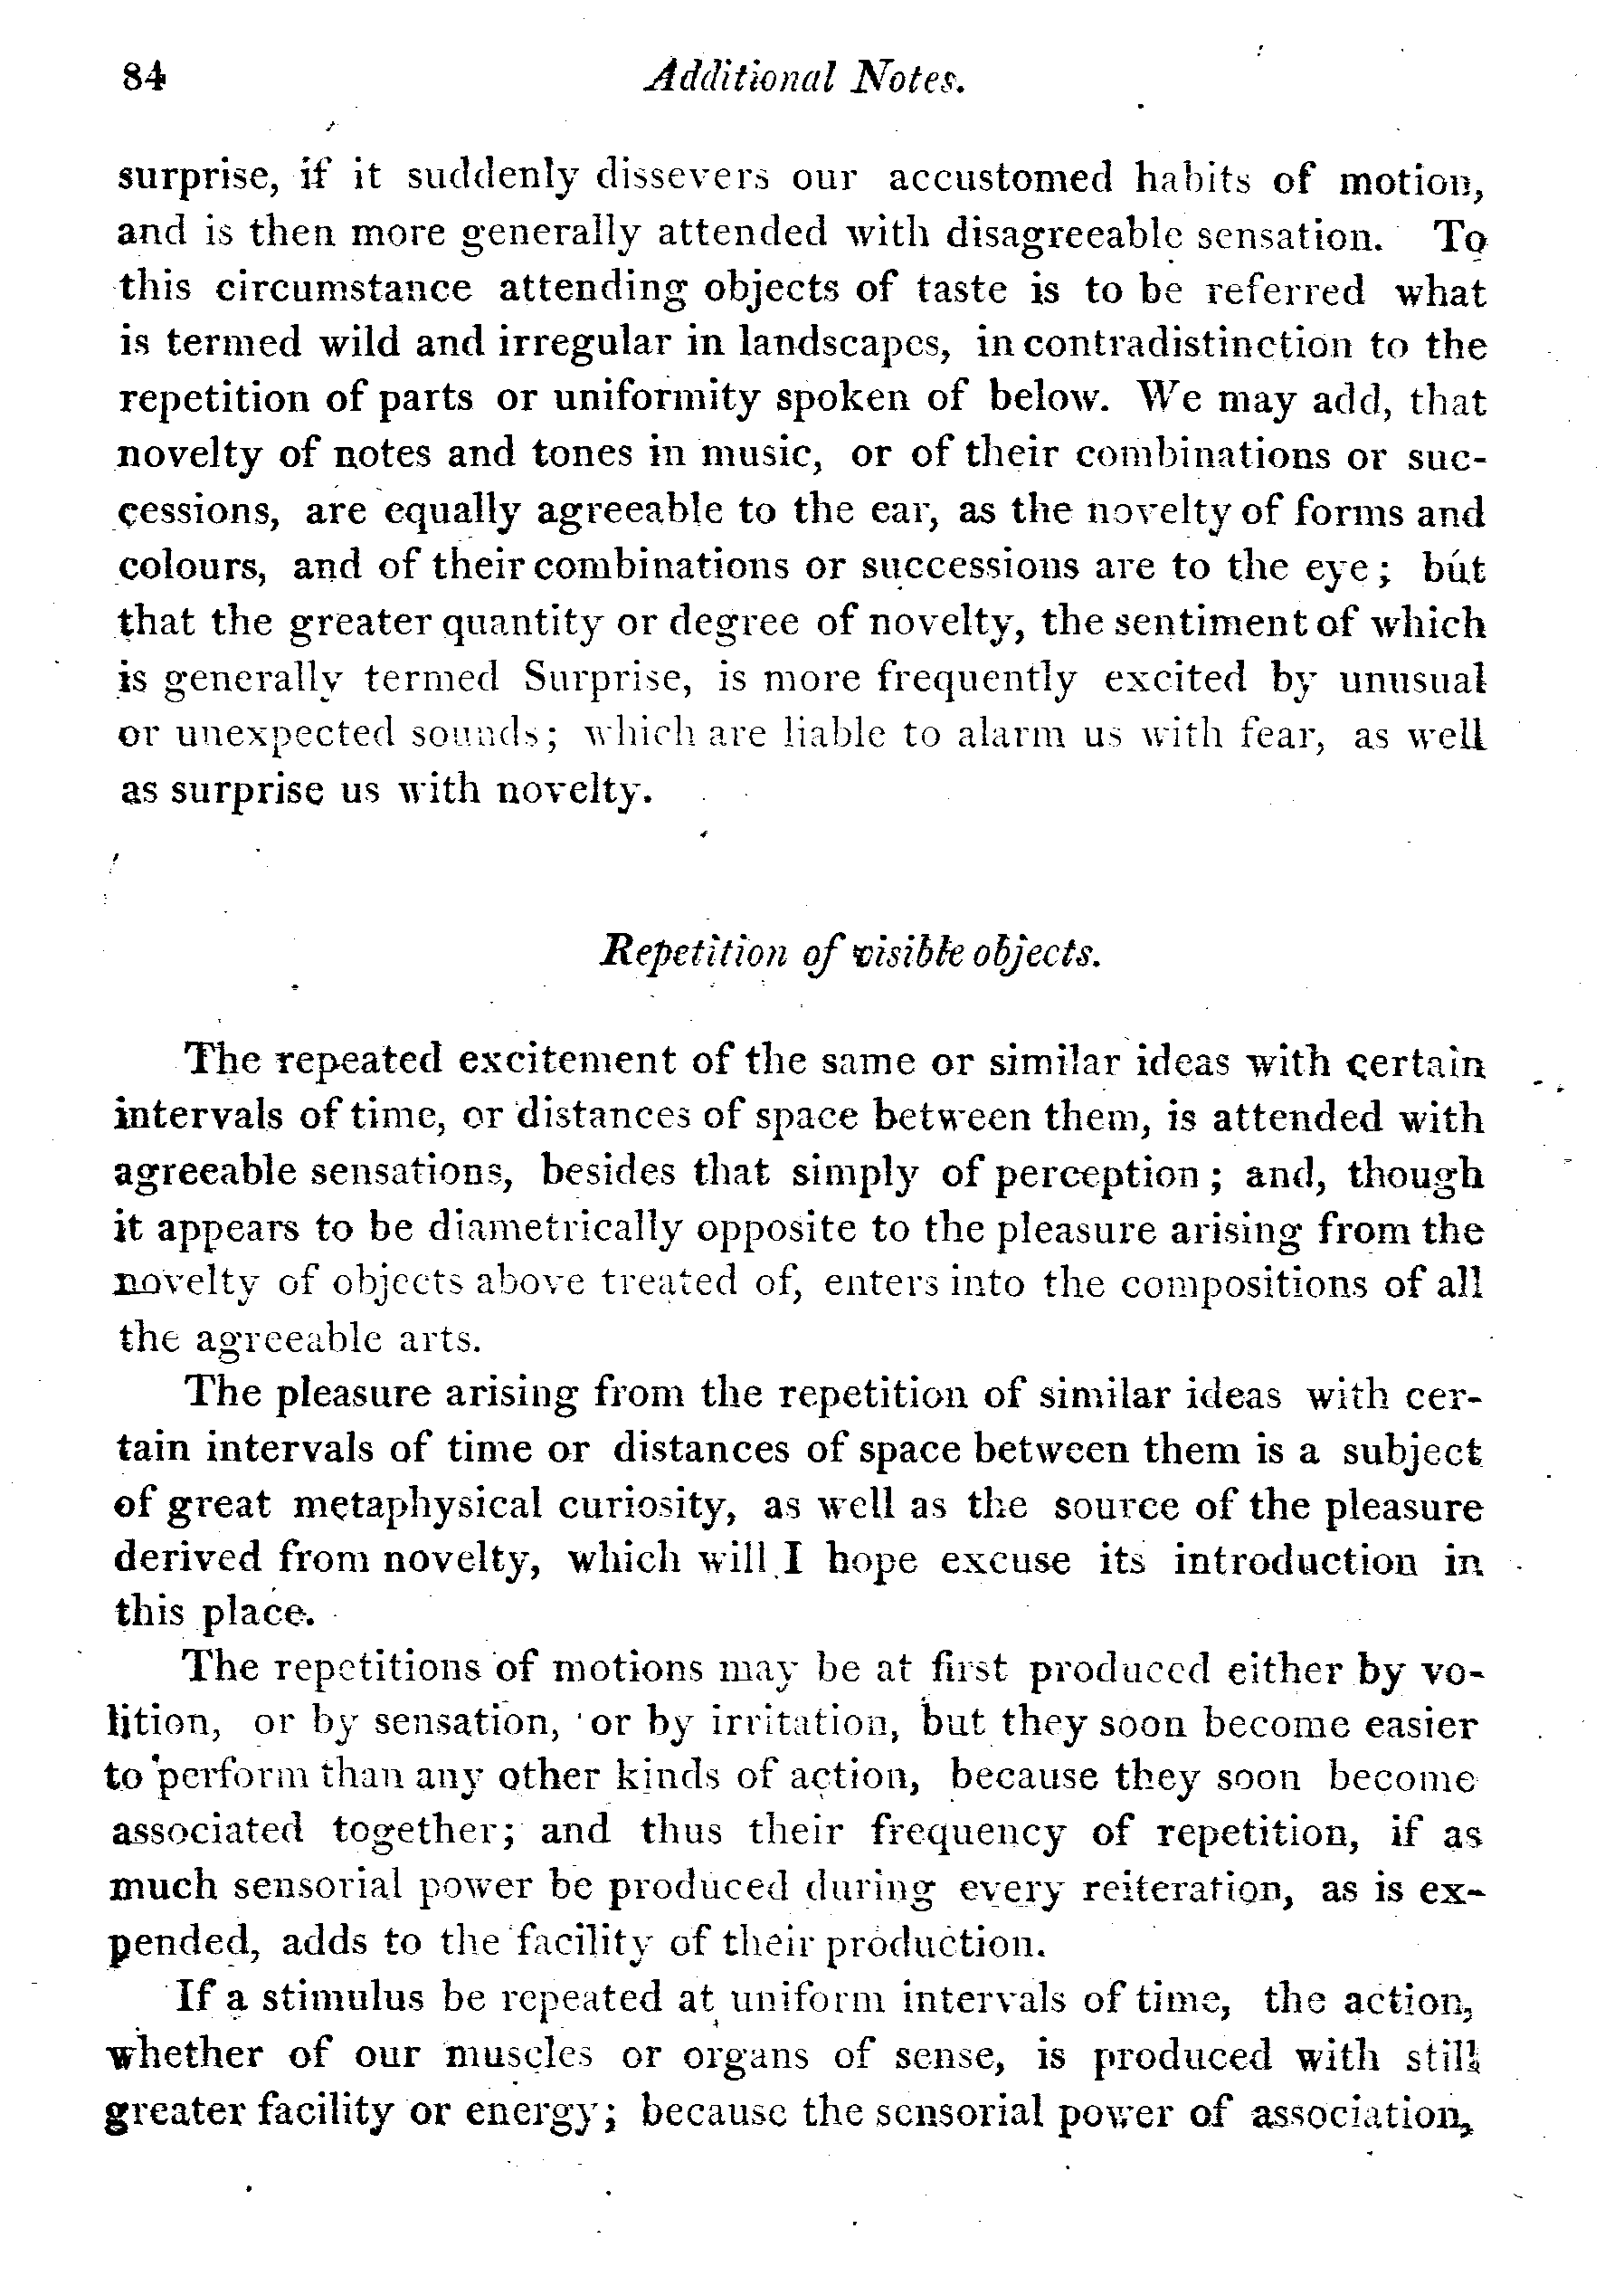 84 Additional Notes.
surprise, if it suddenly dissevers our accustomed habits of motion,
and is then more generally attended with disagreeable sensation. To
this circumstance attending objects of taste is to be referred what
is termed wild and irregular in landscapes, in contradistinction to the
repetition of parts or uniformity spoken of below. We may add, that
novelty of notes and tones in music, or of their combinations or suc-
cessions, are equally agreeable to the ear, as the novelty of forms and
colours, and of their combinations or successions are to the eye; but
that the greater quantity or degree of novelty, the sentiment of which
is generally termed Surprise, is more frequently excited by unusual
or unexpected sounds; which are liable to alarm us with fear, as well
as surprise us with novelty.
Repetition of visible objects.
The repeated excitement of the same or similar ideas with certain
intervals of time, or distances of space between them, is attended with
agreeable sensations, besides that simply of perception; and, though
it appears to be diametrically opposite to the pleasure arising from the
novelty of objects above treated of, enters into the compositions of all
the agreeable arts.
The pleasure arising from the repetition of similar ideas with cer-
tain intervals of time or distances of space between them is a subject
of great metaphysical curiosity, as well as the source of the pleasure
derived from novelty, which will I hope excuse its introduction in
this place.
The repetitions of motions may be at first produced either by vo-
lition, or by sensation, or by irritation, but they soon become easier
to perform than any other kinds of action, because they soon become
associated together; and thus their frequency of repetition, if as
much sensorial power be produced during every reiteration, as is ex-
pended, adds to the facility of their production.
If a stimulus be repeated at uniform intervals of time, the action,
whether of our muscles or organs of sense, is produced with still
greater facility or energy; because the sensorial power of association,